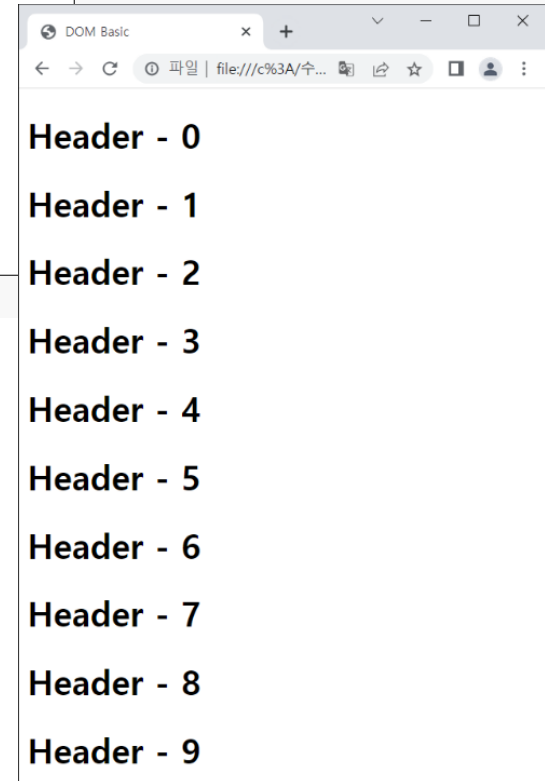 DOM Basic
파일 | file:///c%3A/수...
Header - 0
Header - 1
Header - 2
Header - 3
Header - 4
Header - 5
Header - 6
Header - 7
Header - 8
Header - 9